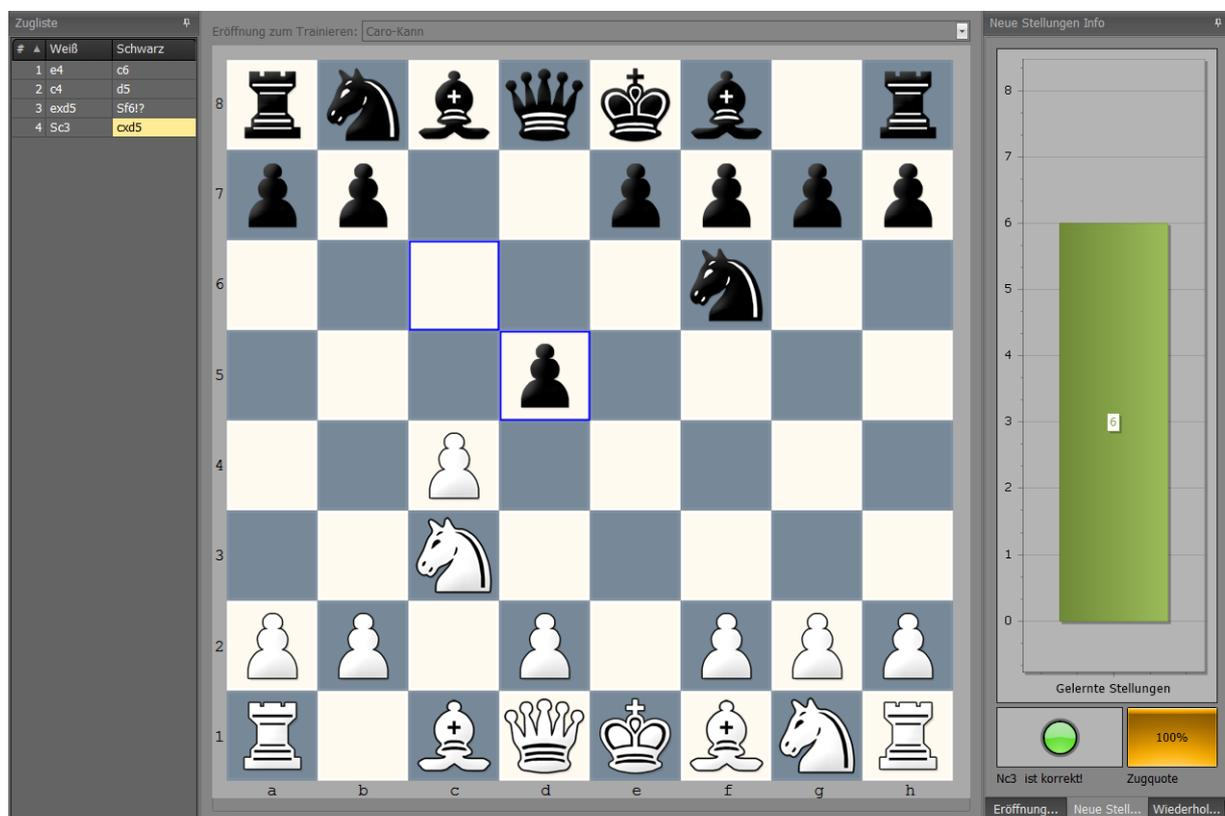 Zugliste
# ▲ Weiß Schwarz
1 e4 c6
2 c4 d5
3 exd5 Sf6!?
4 Sc3 cxd5
Eröffnung zum Trainieren: Caro-Kann
8
7
6
5
4
3
2
1
a b c d e f g h
Neue Stellungen Info
8
7
6
5
4
3
2
1
0
6
Gelernte Stellungen
100%
Nc3 ist korrekt! Zugquote
Eröffnung... Neue Stell... Wiederhol...